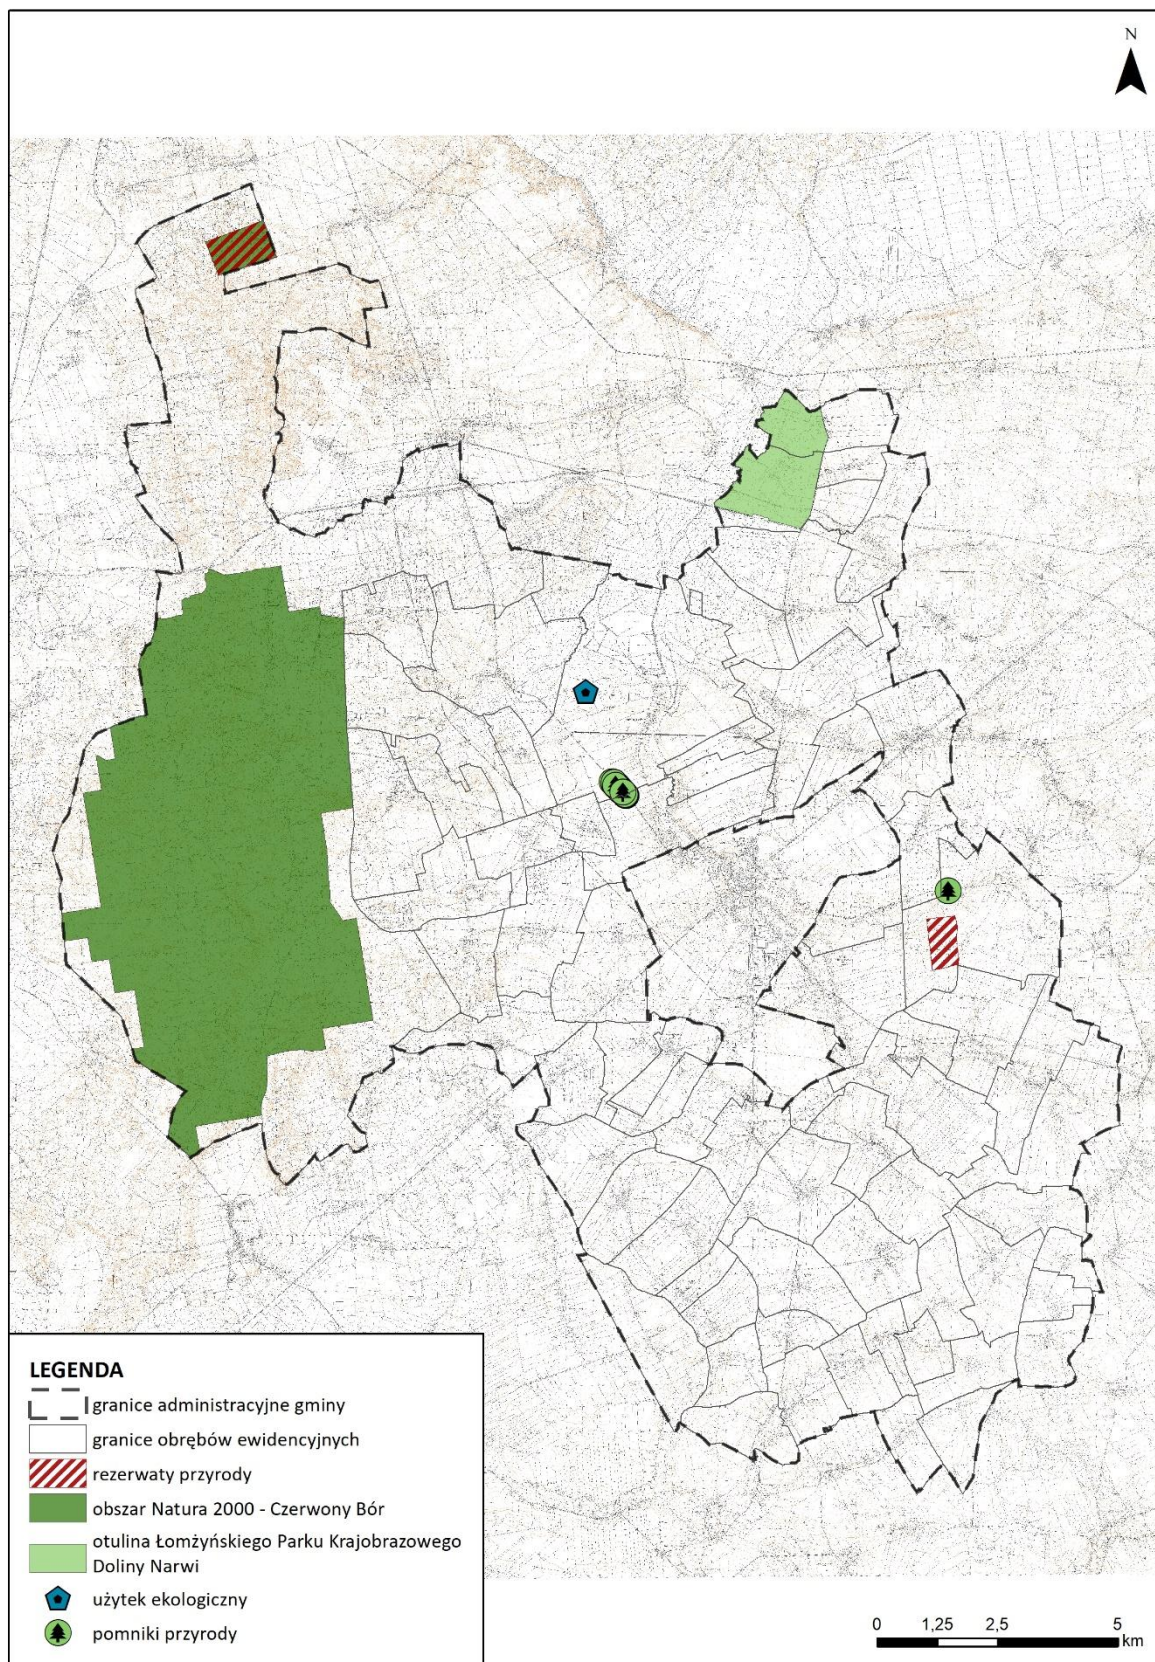 N
LEGENDA
granice administracyjne gminy
granice obrębów ewidencyjnych
rezerwaty przyrody
obszar Natura 2000 - Czerwony Bór
otulina Łomżyńskiego Parku Krajobrazowego
Doliny Narwi
użytek ekologiczny
pomniki przyrody
0 1,25 2,5 5
km